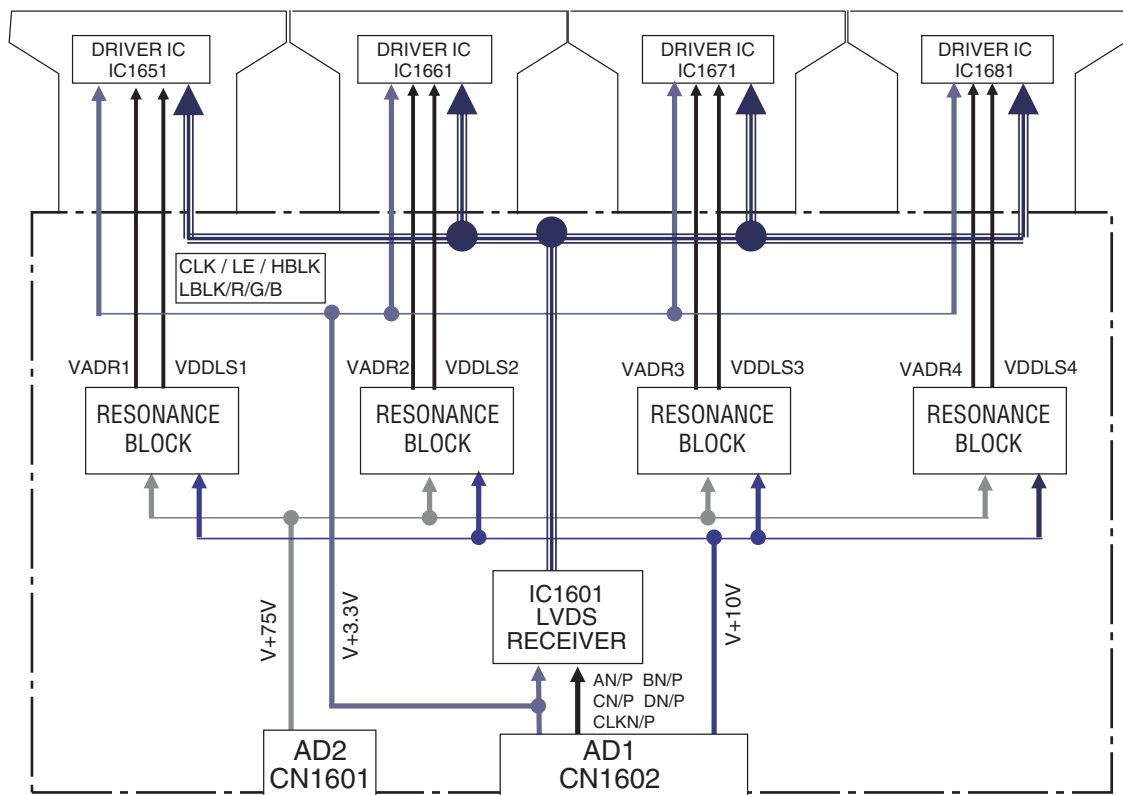 DRIVER IC
IC1651
DRIVER IC
IC1661
DRIVER IC
IC1671
DRIVER IC
IC1681
CLK / LE / HBLK
LBLK/R/G/B
VADR1
VDDLS1
VADR2
VDDLS2
VADR3
VDDLS3
VADR4
VDDLS4
RESONANCE
BLOCK
RESONANCE
BLOCK
RESONANCE
BLOCK
RESONANCE
BLOCK
V+75V
V+3.3V
IC1601
LVDS
RECEIVER
V+10V
AN/P BN/P
CN/P DN/P
CLKN/P
AD2
CN1601
AD1
CN1602